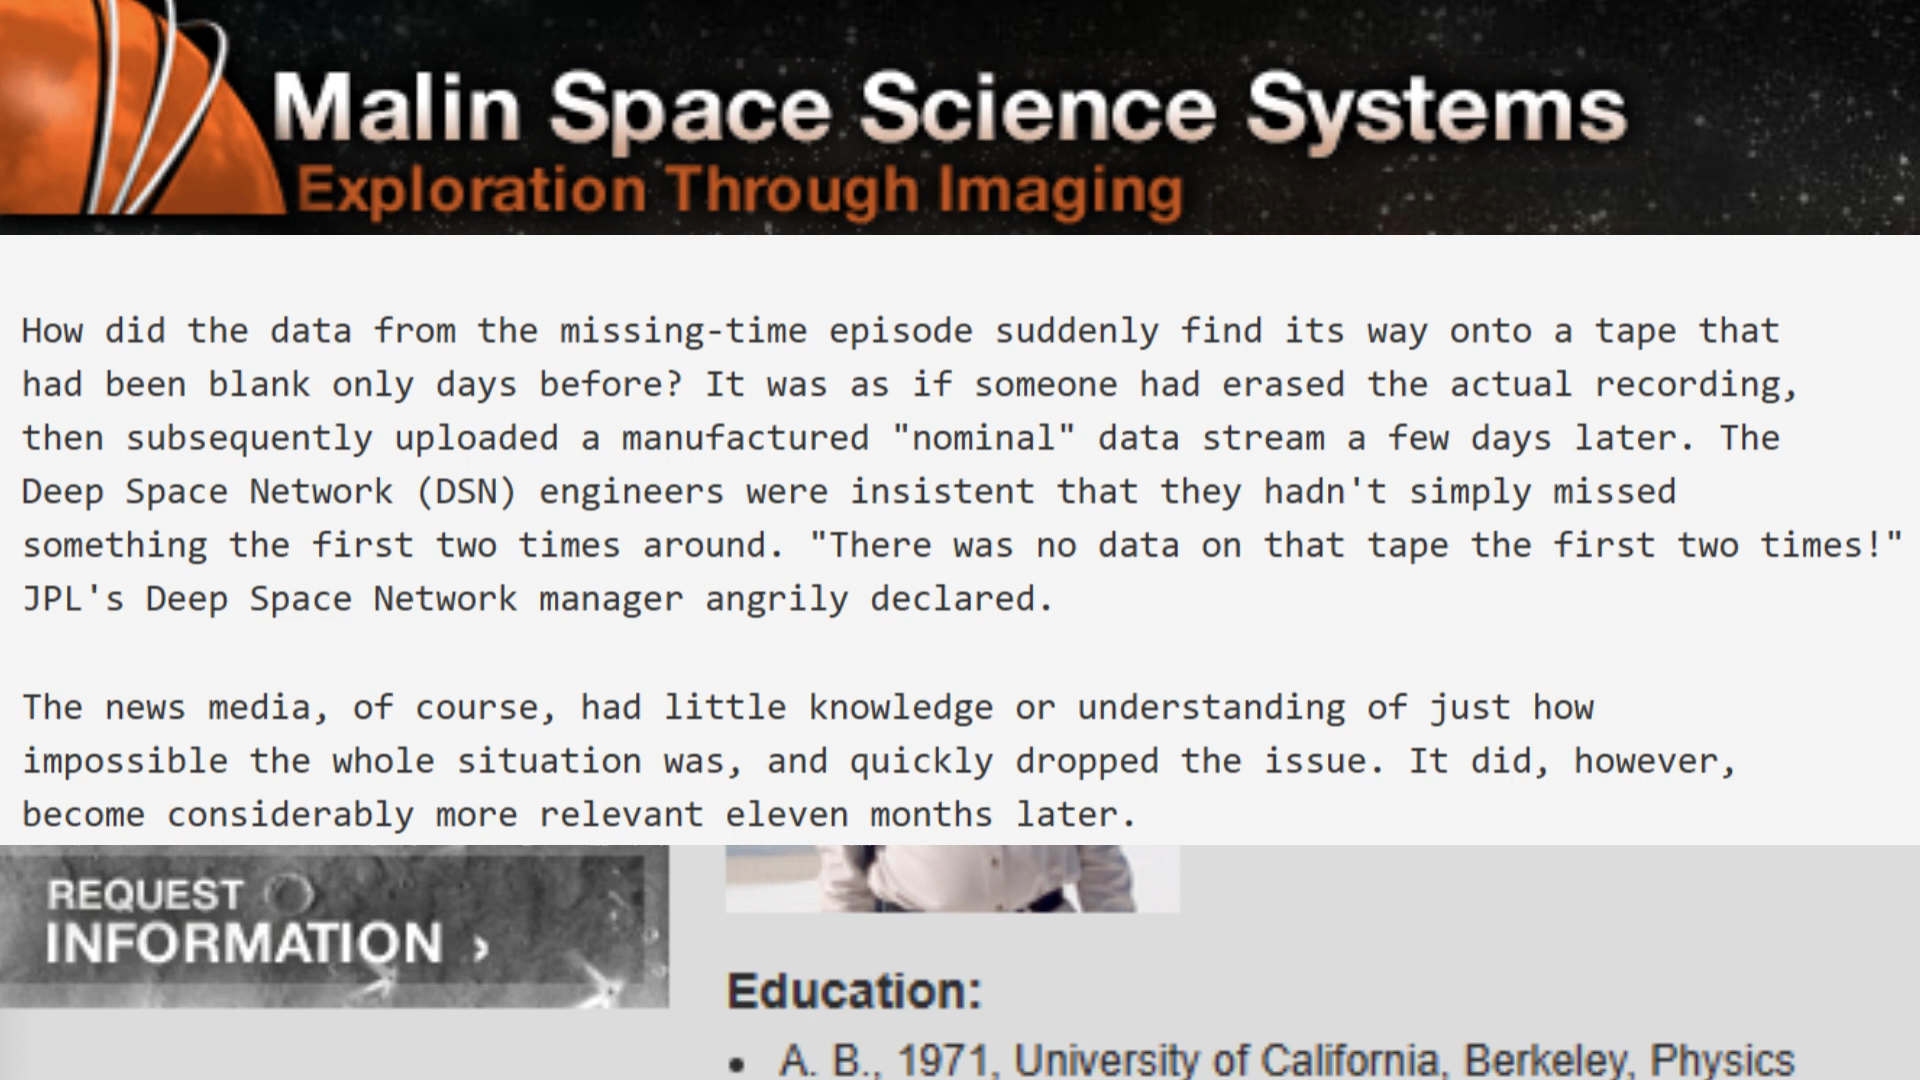 Malin Space Science Systems
Exploration Through Imaging
How did the data from the missing-time episode suddenly find its way onto a tape that
had been blank only days before? It was as if someone had erased the actual recording,
then subsequently uploaded a manufactured "nominal" data stream a few days later. The
Deep Space Network (DSN) engineers were insistent that they hadn't simply missed
something the first two times around. "There was no data on that tape the first two times!"
JPL's Deep Space Network manager angrily declared.
The news media, of course, had little knowledge or understanding of just how
impossible the whole situation was, and quickly dropped the issue. It did, however,
become considerably more relevant eleven months later.
REQUEST
INFORMATION ›
Education:
• A. B., 1971, University of California, Berkeley, Physics